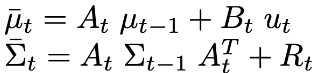 μ̄_t = A_t μ_{t−1} + B_t u_t
Σ̄_t = A_t Σ_{t−1} A_t^T + R_t